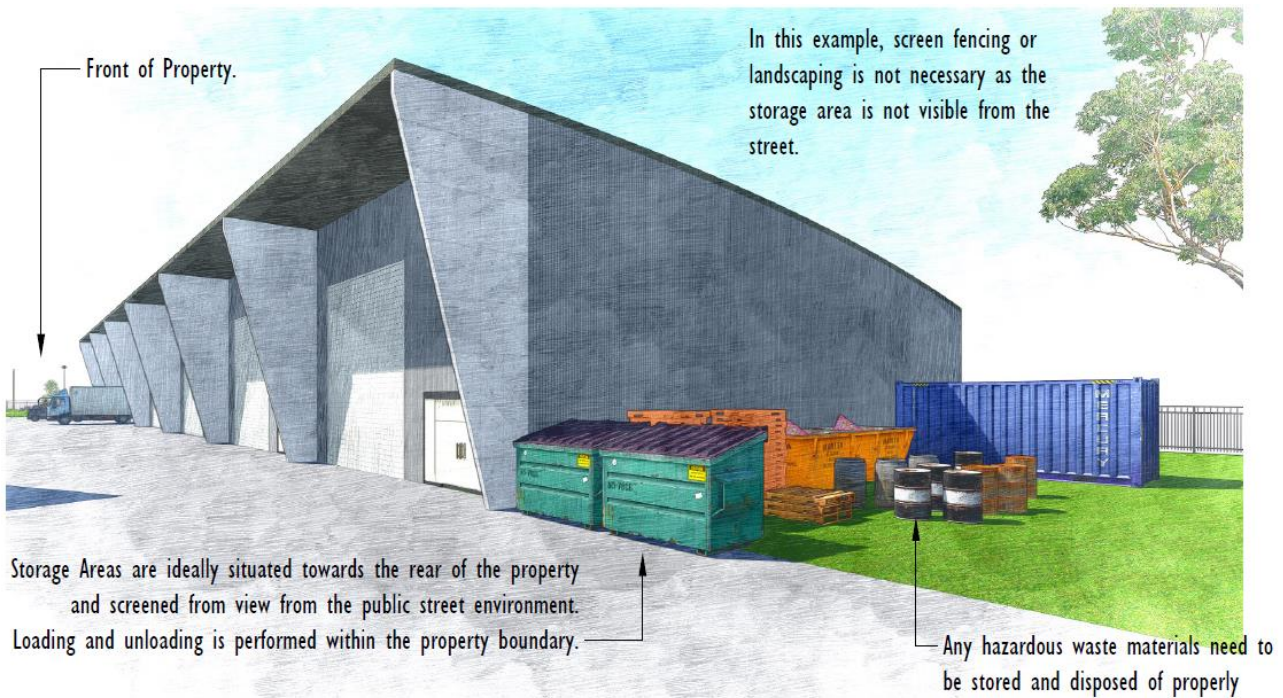 Front of Property.
In this example, screen fencing or
landscaping is not necessary as the
storage area is not visible from the
street.
Storage Areas are ideally situated towards the rear of the property
and screened from view from the public street environment.
Loading and unloading is performed within the property boundary.
Any hazardous waste materials need to
be stored and disposed of properly